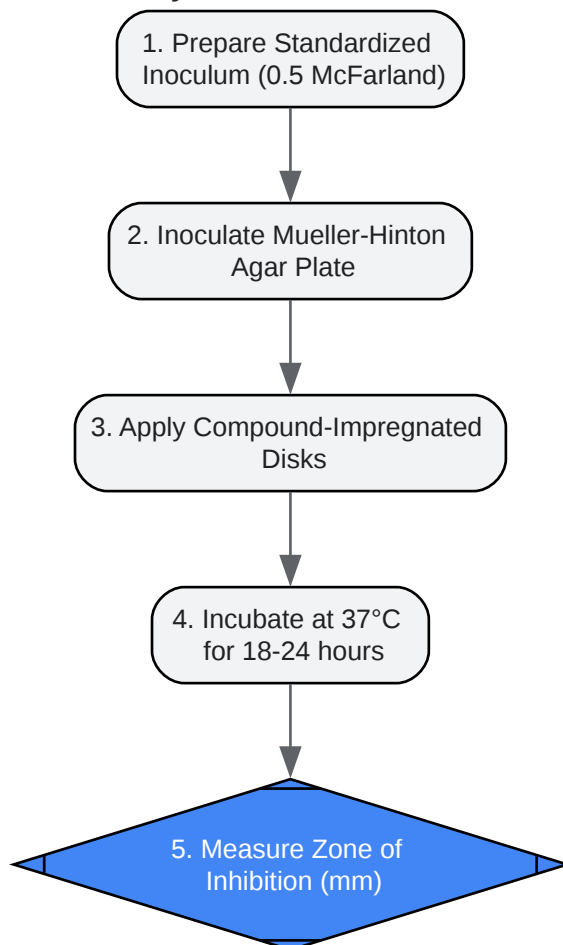 1. Prepare Standardized
Inoculum (0.5 McFarland)
2. Inoculate Mueller-Hinton
Agar Plate
3. Apply Compound-Impregnated
Disks
4. Incubate at 37°C
for 18-24 hours
5. Measure Zone of
Inhibition (mm)